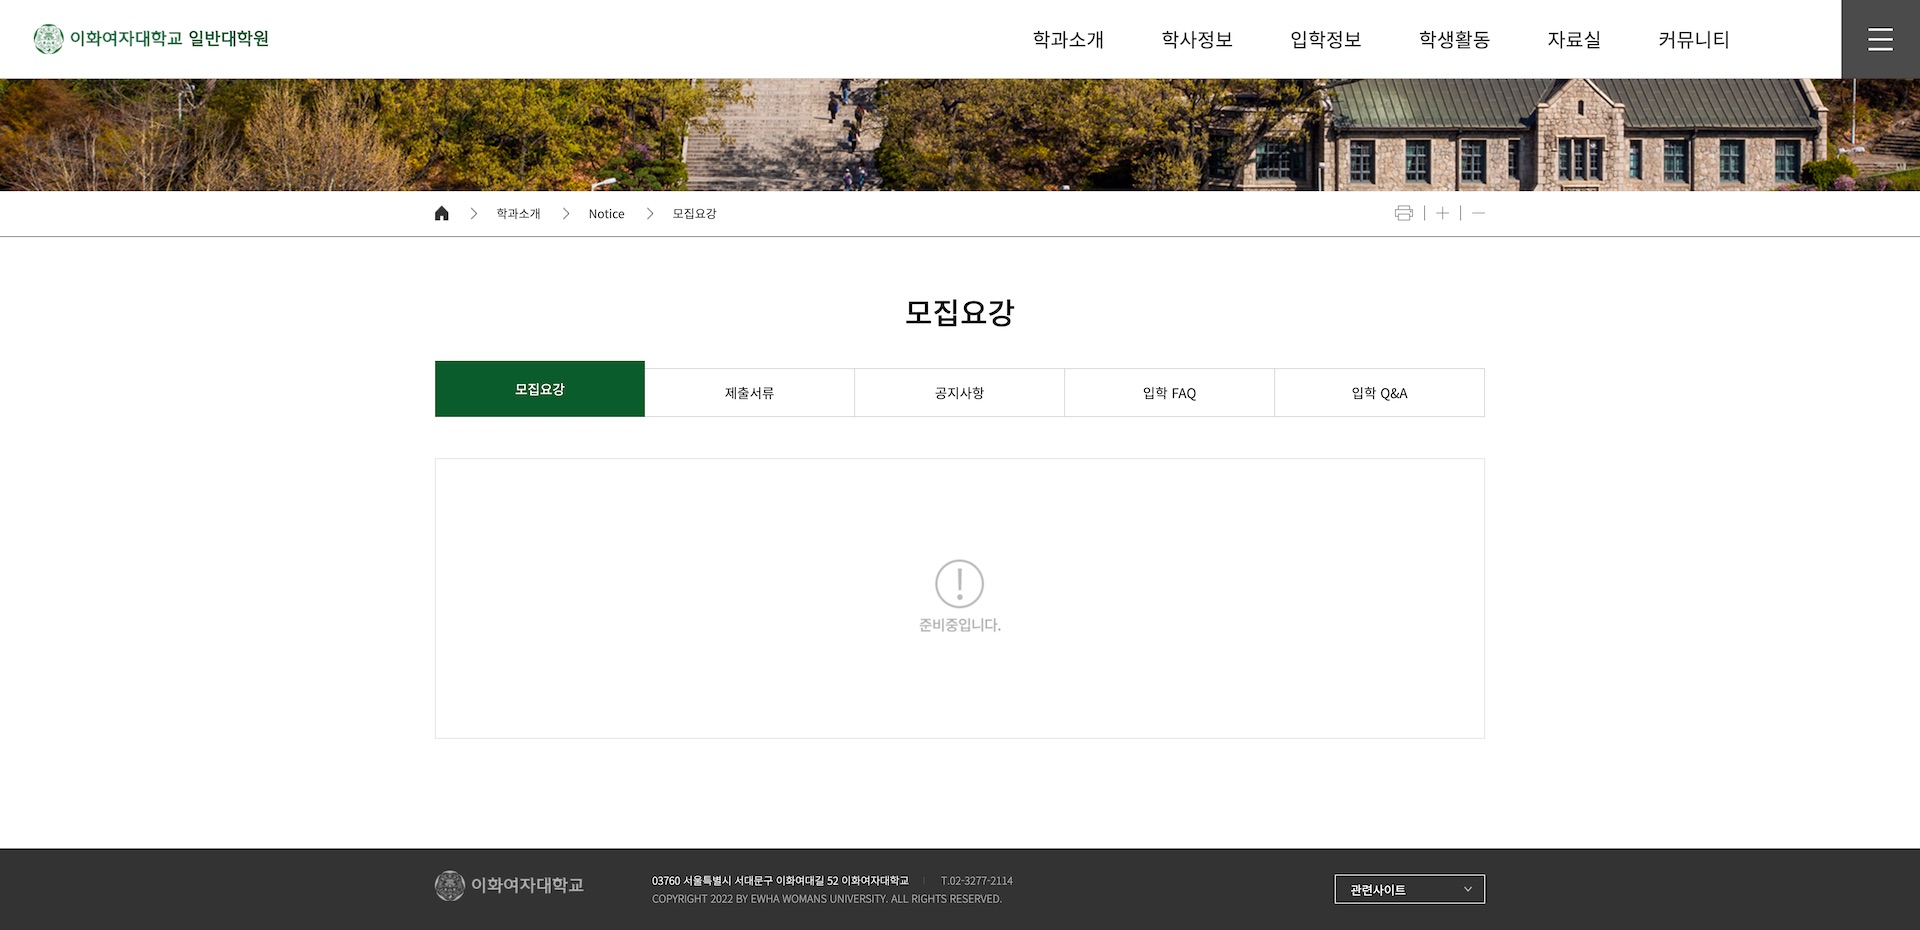 이화여자대학교 일반대학원
학과소개 학사정보 입학정보 학생활동 자료실 커뮤니티
학과소개 Notice 모집요강
모집요강
모집요강 제출서류 공지사항 입학 FAQ 입학 Q&A
준비중입니다.
이화여자대학교
03760 서울특별시 서대문구 이화여대길 52 이화여자대학교 T.02-3277-2114
COPYRIGHT 2022 BY EWHA WOMANS UNIVERSITY. ALL RIGHTS RESERVED.
관련사이트